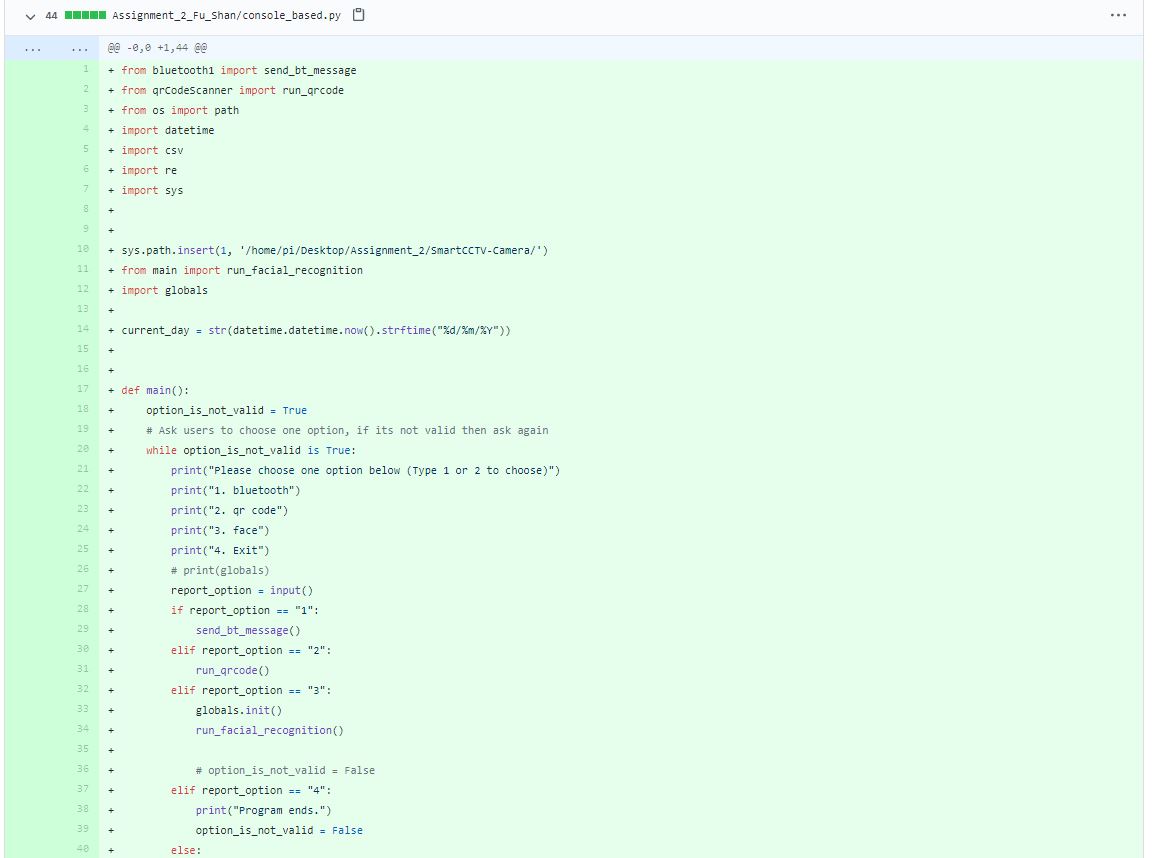 44 Assignment_2_Fu_Shan/console_based.py ...
... ... @@ -0,0 +1,44 @@
1 + from bluetooth1 import send_bt_message
2 + from qrCodeScanner import run_qrcode
3 + from os import path
4 + import datetime
5 + import csv
6 + import re
7 + import sys
8 +
9 +
10 + sys.path.insert(1, '/home/pi/Desktop/Assignment_2/SmartCCTV-Camera/')
11 + from main import run_facial_recognition
12 + import globals
13 +
14 + current_day = str(datetime.datetime.now().strftime("%d/%m/%Y"))
15 +
16 +
17 + def main():
18 +     option_is_not_valid = True
19 +     # Ask users to choose one option, if its not valid then ask again
20 +     while option_is_not_valid is True:
21 +         print("Please choose one option below (Type 1 or 2 to choose)")
22 +         print("1. bluetooth")
23 +         print("2. qr code")
24 +         print("3. face")
25 +         print("4. Exit")
26 +         # print(globals)
27 +         report_option = input()
28 +         if report_option == "1":
29 +             send_bt_message()
30 +         elif report_option == "2":
31 +             run_qrcode()
32 +         elif report_option == "3":
33 +             globals.init()
34 +             run_facial_recognition()
35 +
36 +             # option_is_not_valid = False
37 +         elif report_option == "4":
38 +             print("Program ends.")
39 +             option_is_not_valid = False
40 +         else: